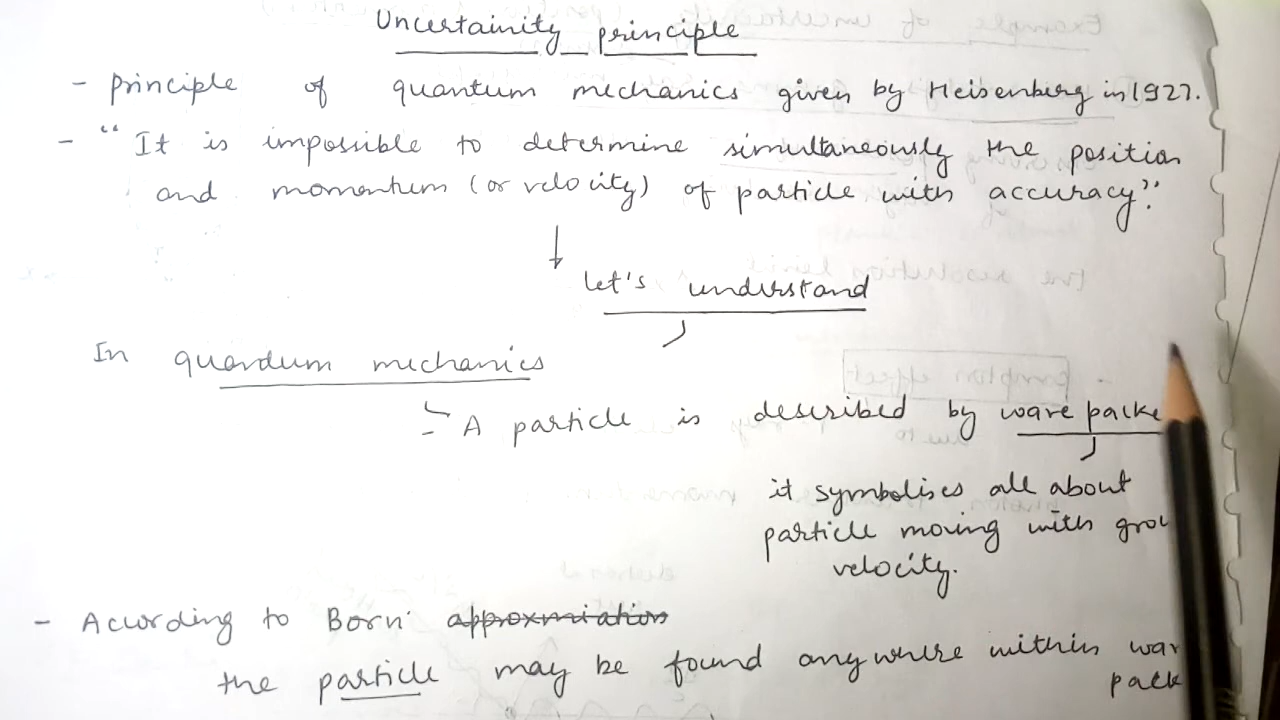 Uncertainity principle
- principle of quantum mechanics given by Heisenberg in 1927.
- "It is impossible to determine simultaneously the position
and momentum (or velocity) of particle with accuracy".
let's understand
In quantum mechanics
- A particle is described by wave packe
it symbolises all about
particle moving with grou
velocity.
- According to Born approxmiation
the particle may be found anywhere within wav
pack